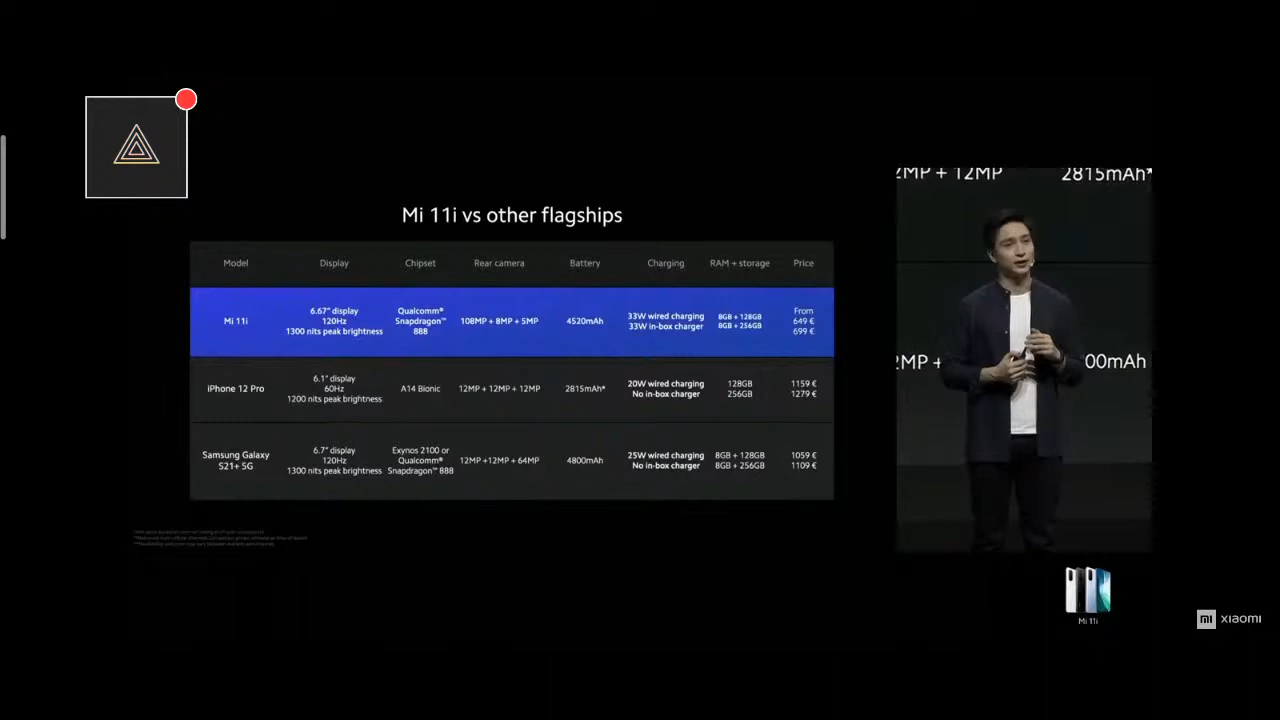 Mi 11i vs other flagships
Model Display Chipset Rear camera Battery Charging RAM + storage Price
Mi 11i
6.67" display
120Hz
1300 nits peak brightness
Qualcomm®
Snapdragon™
888
108MP + 8MP + 5MP
4520mAh
33W wired charging
33W in-box charger
8GB + 128GB
8GB + 256GB
From
649 €
699 €
iPhone 12 Pro
6.1" display
60Hz
1200 nits peak brightness
A14 Bionic
12MP + 12MP + 12MP
2815mAh*
20W wired charging
No in-box charger
128GB
256GB
1159 €
1279 €
Samsung Galaxy
S21+ 5G
6.7" display
120Hz
1300 nits peak brightness
Exynos 2100 or
Qualcomm®
Snapdragon™ 888
12MP +12MP + 64MP
4800mAh
25W wired charging
No in-box charger
8GB + 128GB
8GB + 256GB
1059 €
1109 €
2MP + 12MP 2815mAh*
2MP + 00mAh
Mi 11i
mi xiaomi